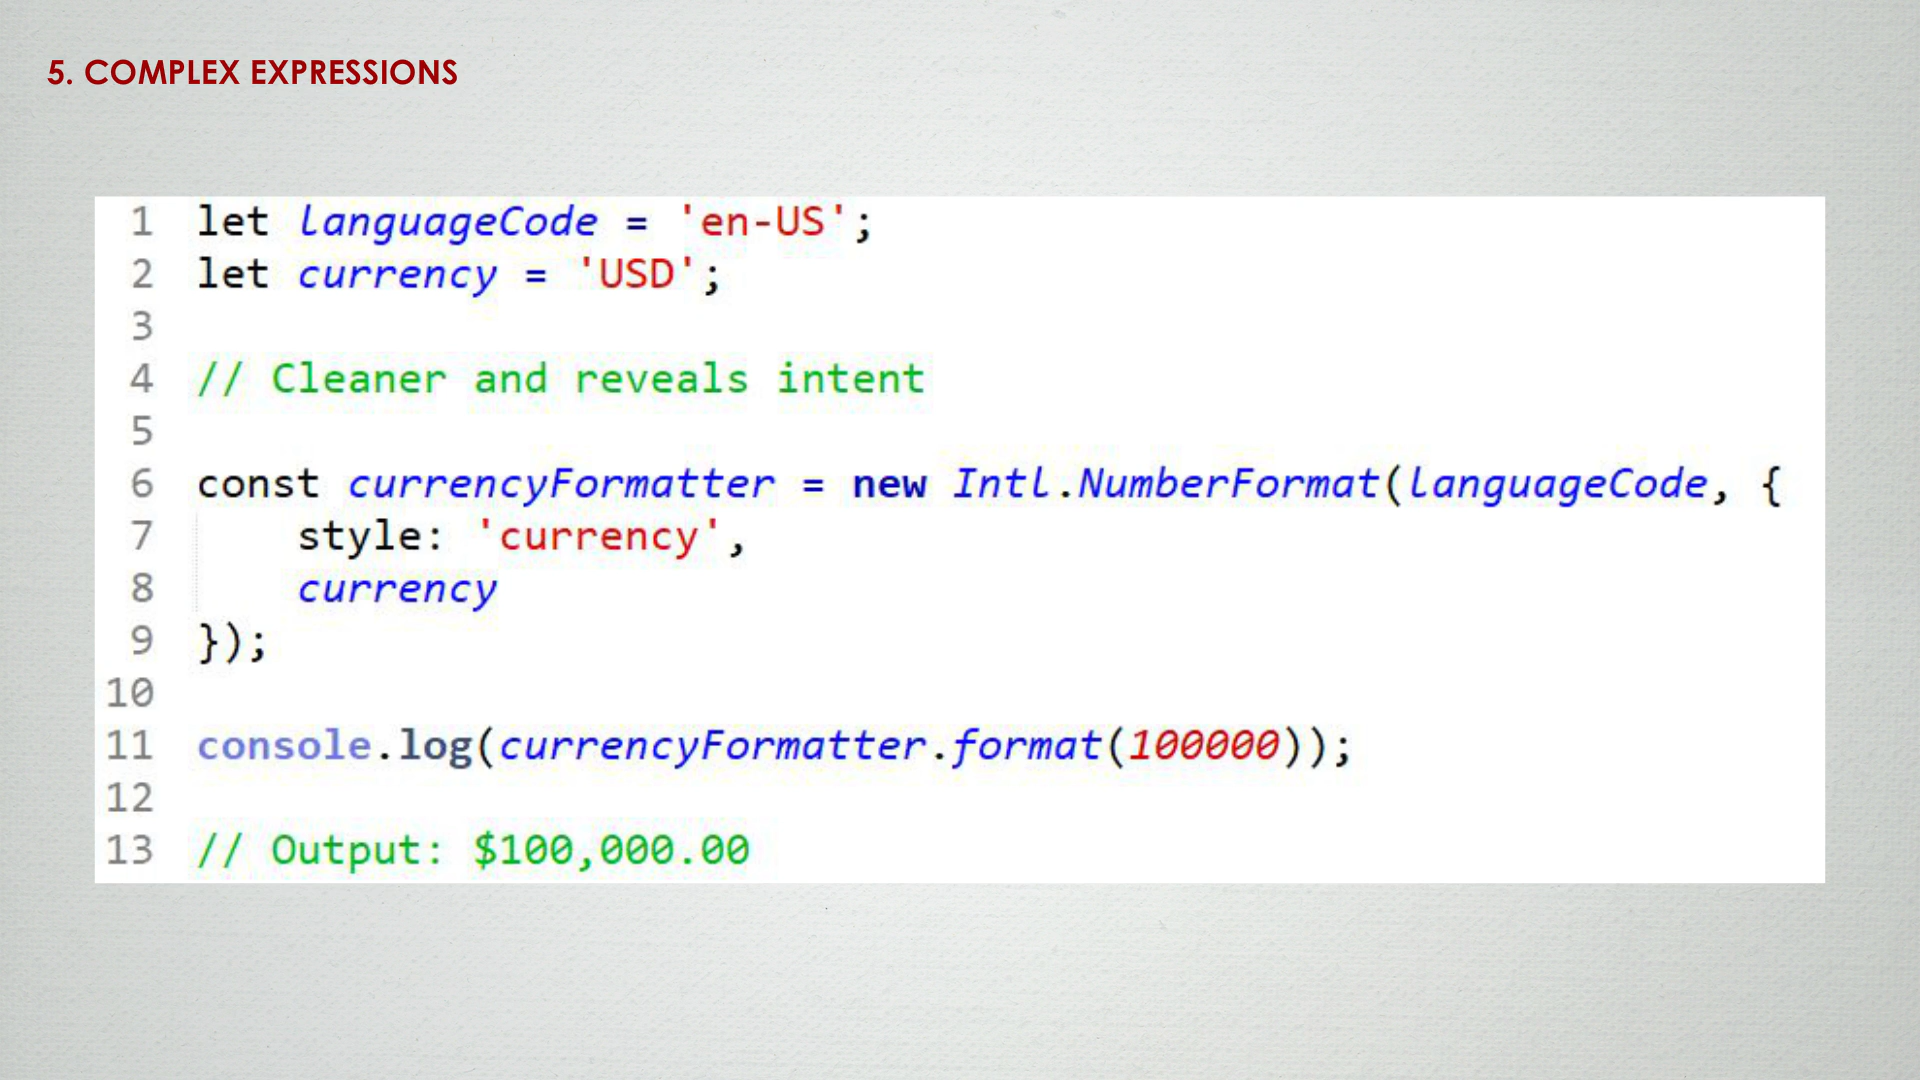 5. COMPLEX EXPRESSIONS
1 let languageCode = 'en-US';
2 let currency = 'USD';
3
4 // Cleaner and reveals intent
5
6 const currencyFormatter = new Intl.NumberFormat(languageCode, {
7     style: 'currency',
8     currency
9 });
10
11 console.log(currencyFormatter.format(100000));
12
13 // Output: $100,000.00